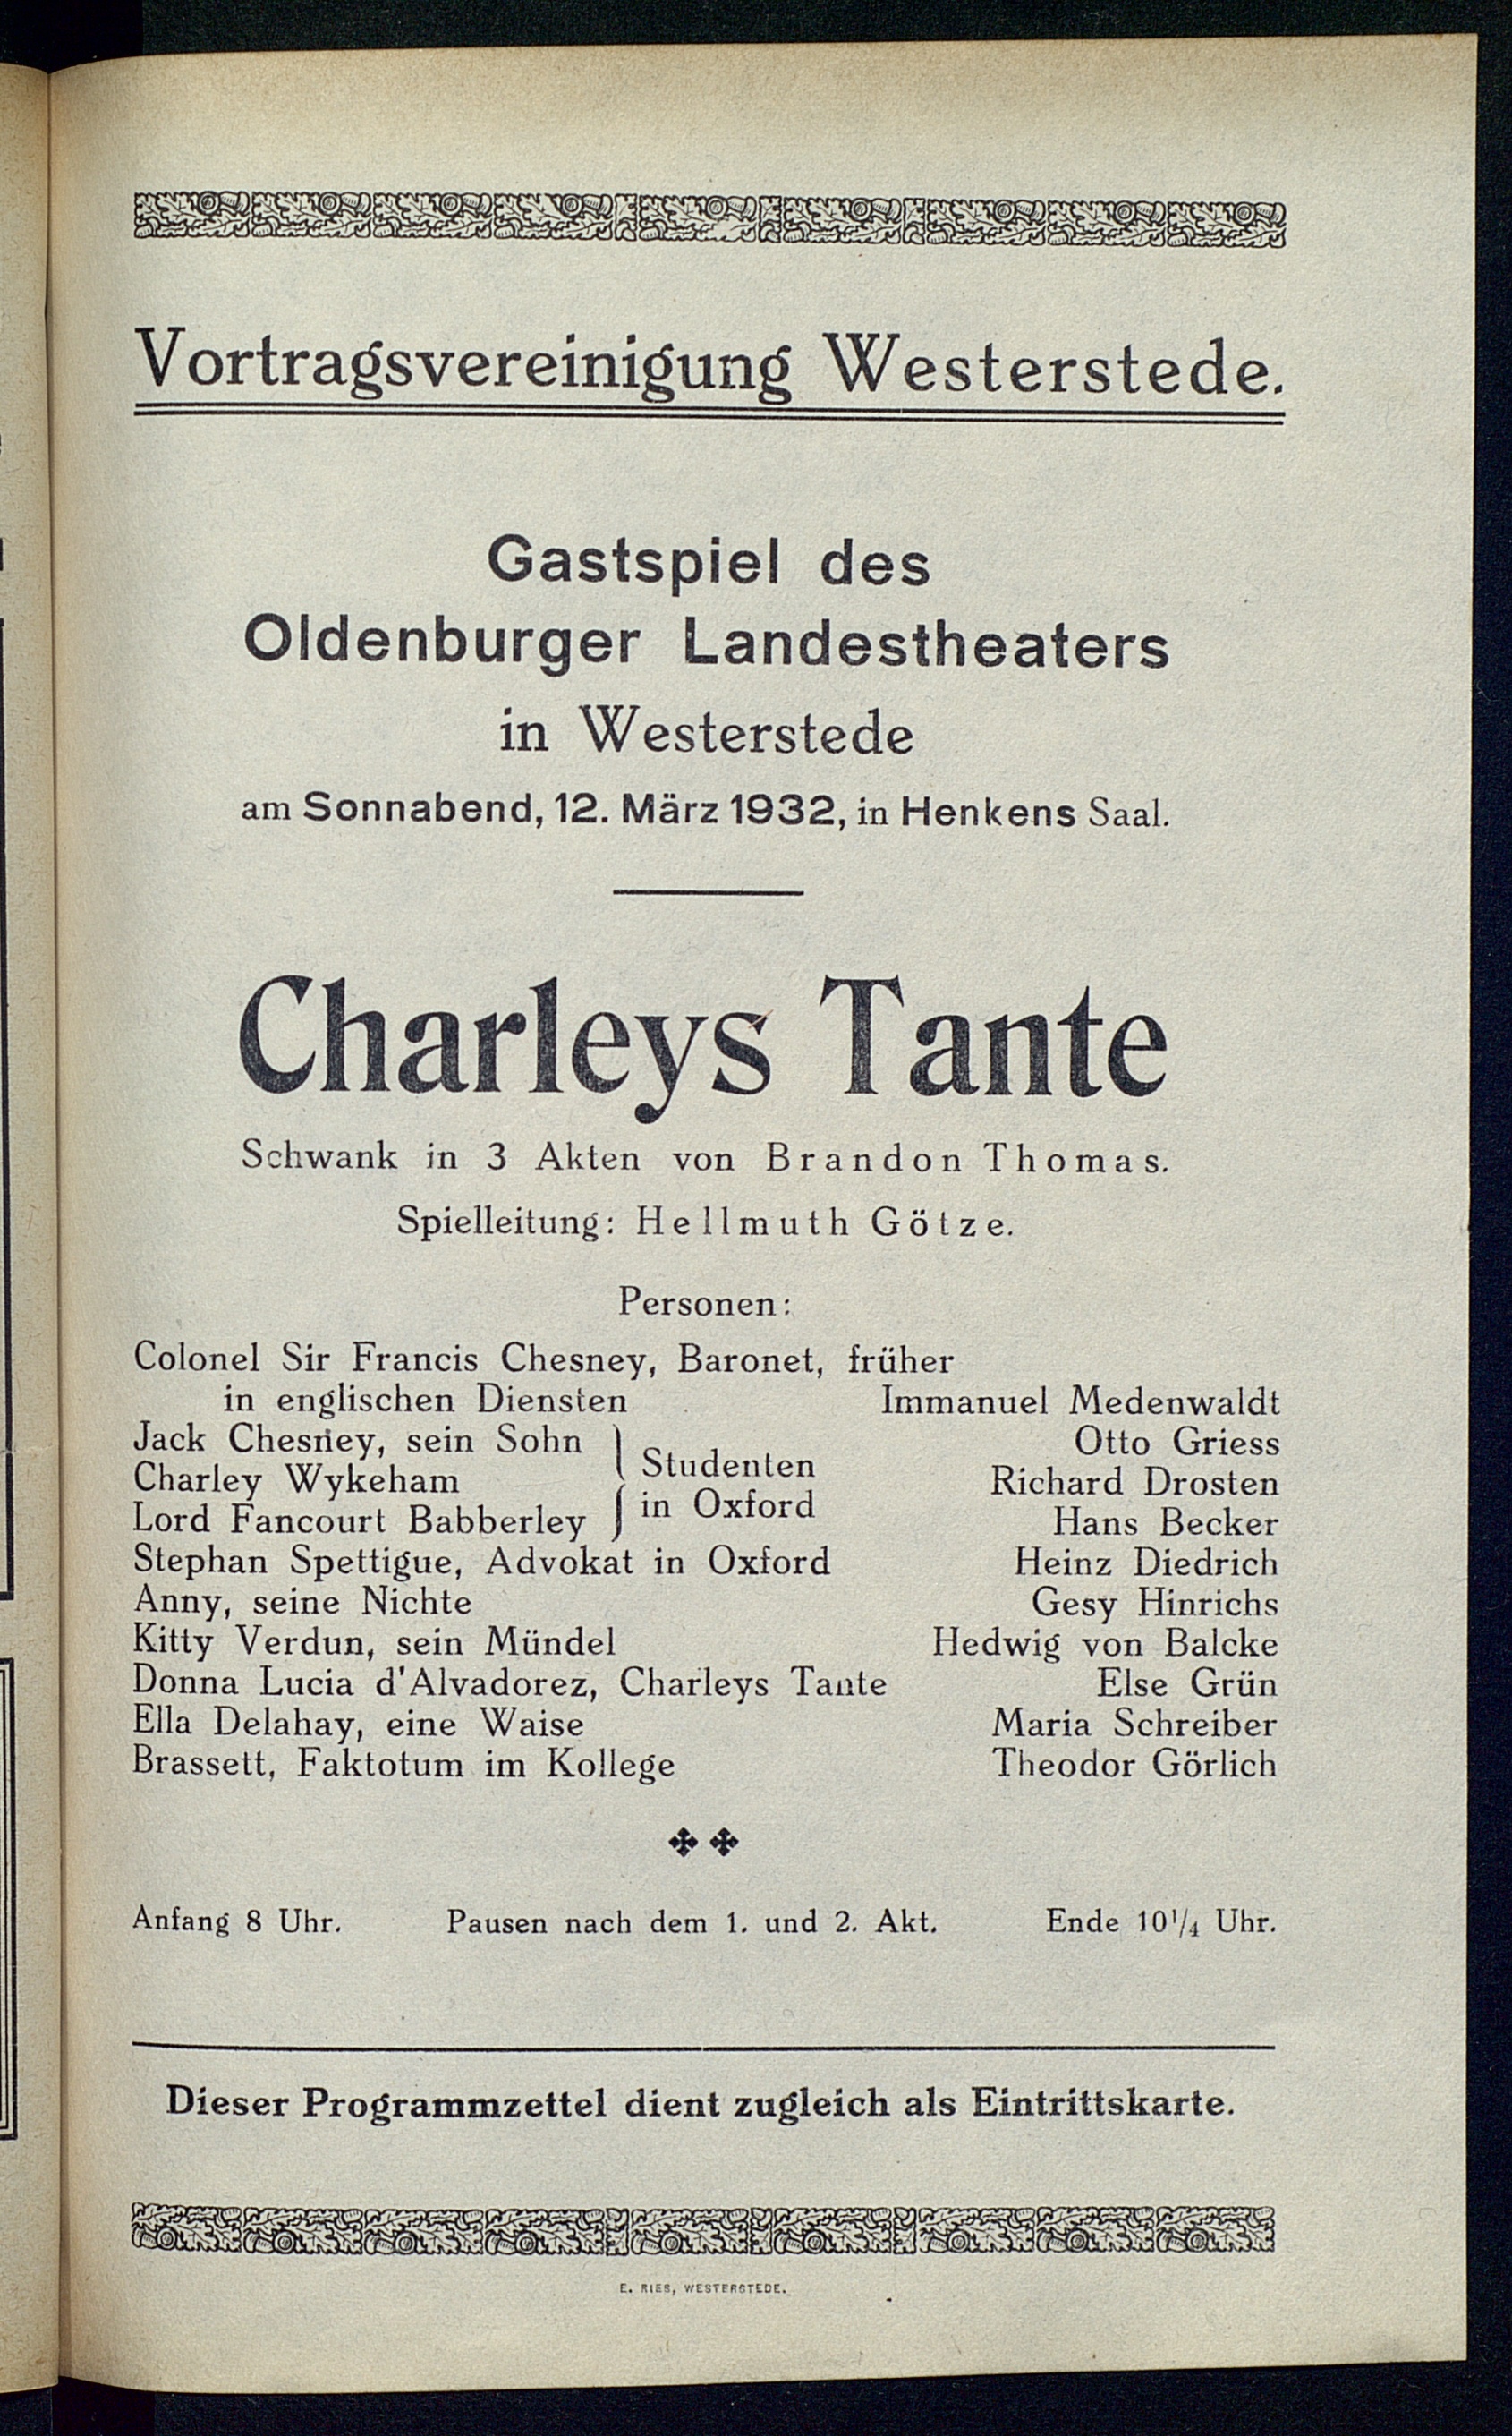 Vortragsvereinigung Westerstede.
Gastspiel des
Oldenburger Landestheaters
in Westerstede
am Sonnabend, 12. März 1932, in Henkens Saal.
Charleys Tante
Schwank in 3 Akten von Brandon Thomas.
Spielleitung: Hellmuth Götze.
Personen:
Colonel Sir Francis Chesney, Baronet, früher
in englischen Diensten Immanuel Medenwaldt
Jack Chesney, sein Sohn Otto Griess
Charley Wykeham Richard Drosten
Lord Fancourt Babberley Hans Becker
Studenten
in Oxford
Stephan Spettigue, Advokat in Oxford Heinz Diedrich
Anny, seine Nichte Gesy Hinrichs
Kitty Verdun, sein Mündel Hedwig von Balcke
Donna Lucia d'Alvadorez, Charleys Tante Else Grün
Ella Delahay, eine Waise Maria Schreiber
Brassett, Faktotum im Kollege Theodor Görlich
Anfang 8 Uhr. Pausen nach dem 1. und 2. Akt. Ende 10¹/₄ Uhr.
Dieser Programmzettel dient zugleich als Eintrittskarte.
E. RIES, WESTERSTEDE.